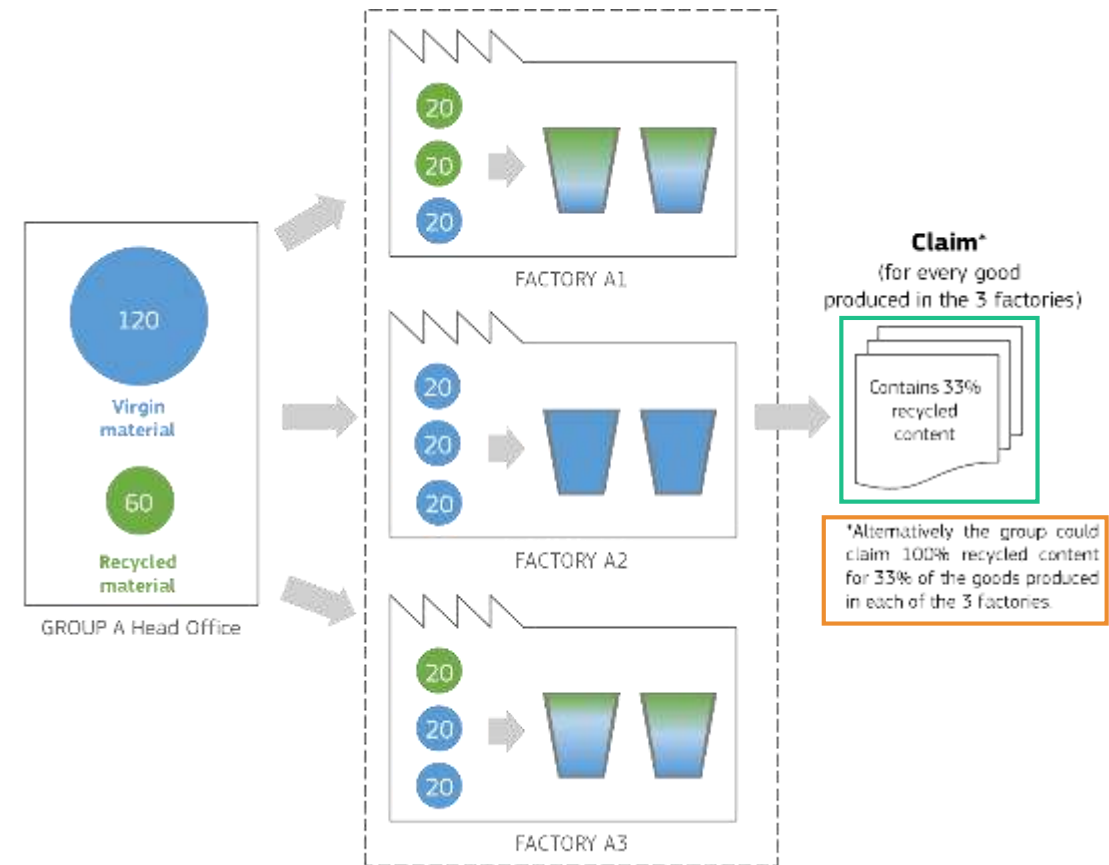 120
Virgin
material
60
Recycled
material
GROUP A Head Office
20
20
20
FACTORY A1
20
20
20
FACTORY A2
20
20
20
FACTORY A3
Claim*
(for every good
produced in the 3 factories)
Contains 33%
recycled
content
*Alternatively the group could
claim 100% recycled content
for 33% of the goods produced
in each of the 3 factories.